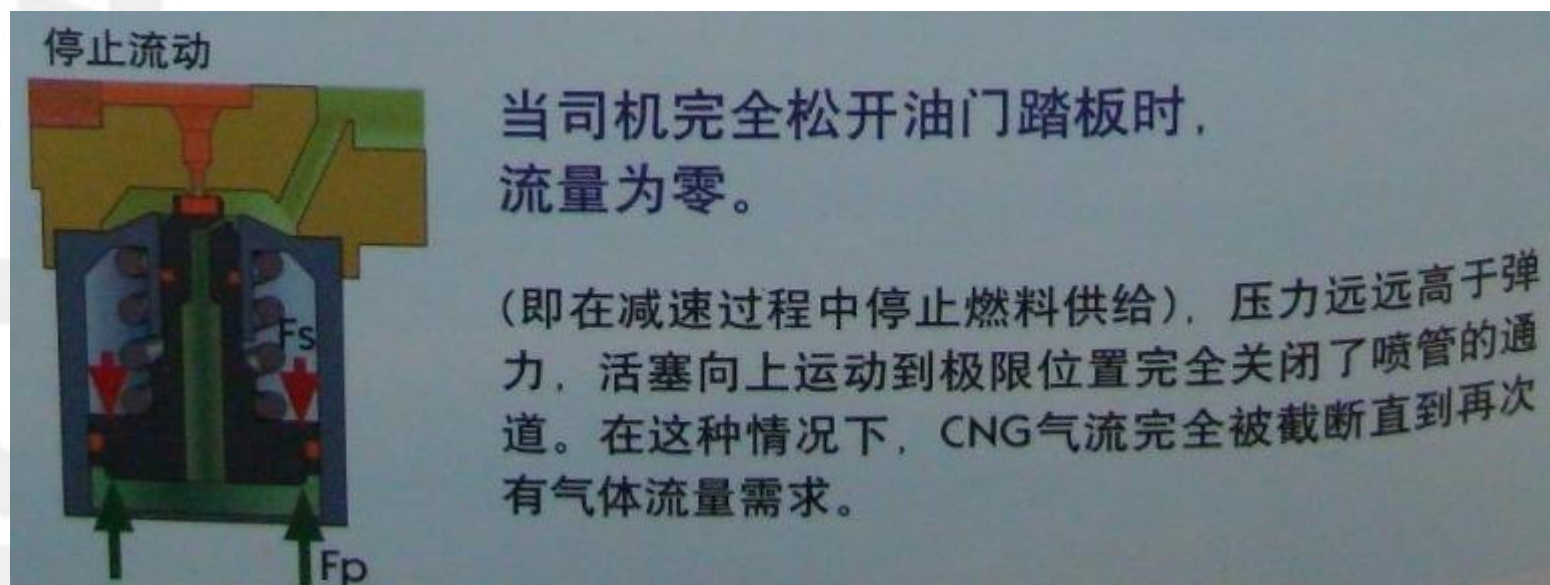 停止流动
当司机完全松开油门踏板时，
流量为零。
(即在减速过程中停止燃料供给)，压力远远高于弹
力，活塞向上运动到极限位置完全关闭了喷管的通
道。在这种情况下，CNG气流完全被截断直到再次
有气体流量需求。
Fs
Fp